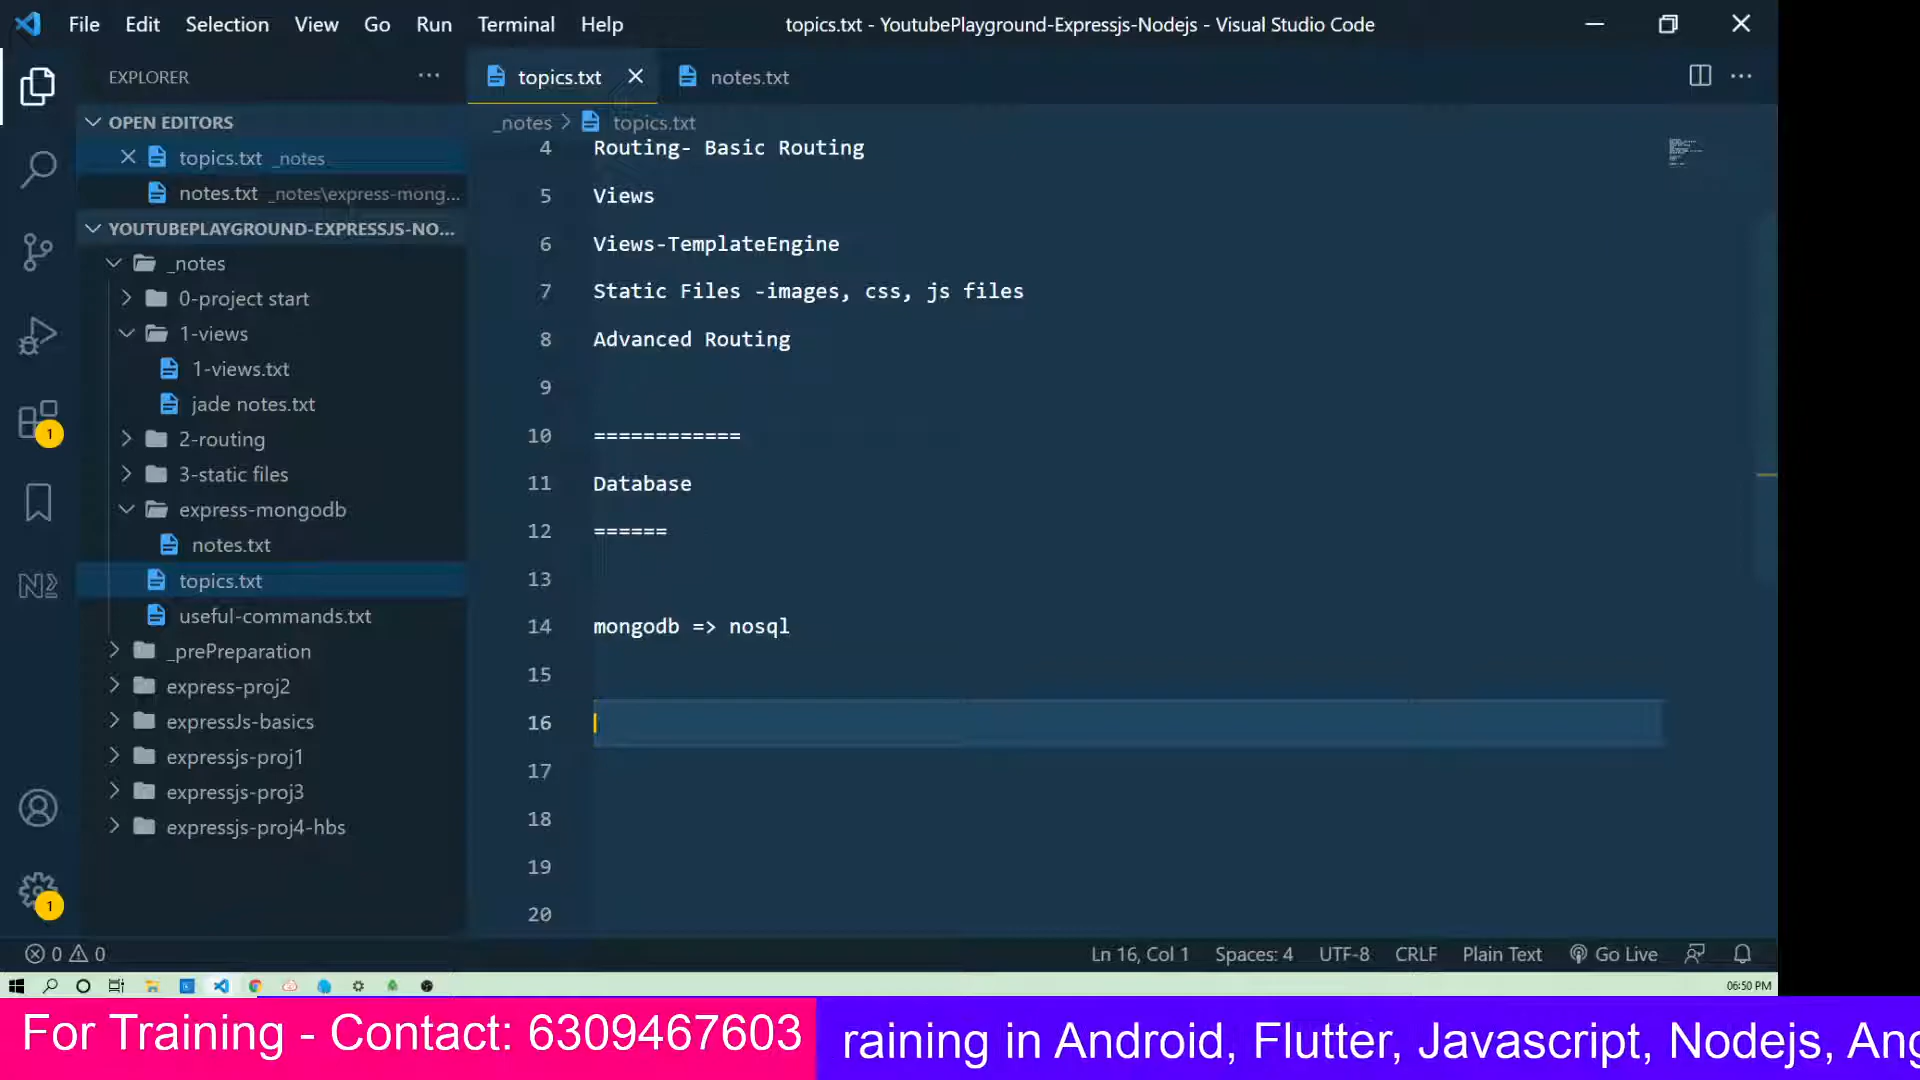 File Edit Selection View Go Run Terminal Help
topics.txt - YoutubePlayground-Expressjs-Nodejs - Visual Studio Code
EXPLORER
OPEN EDITORS
topics.txt _notes
notes.txt _notes\express-mong...
YOUTUBEPLAYGROUND-EXPRESSJS-NO...
_notes
0-project start
1-views
1-views.txt
jade notes.txt
2-routing
3-static files
express-mongodb
notes.txt
topics.txt
useful-commands.txt
_prePreparation
express-proj2
expressJs-basics
expressjs-proj1
expressjs-proj3
expressjs-proj4-hbs
1
1
topics.txt
notes.txt
_notes > topics.txt
4 Routing- Basic Routing
5 Views
6 Views-TemplateEngine
7 Static Files -images, css, js files
8 Advanced Routing
9
10 ============
11 Database
12 ======
13
14 mongodb => nosql
15
16
17
18
19
20
0 0
Ln 16, Col 1 Spaces: 4 UTF-8 CRLF Plain Text Go Live
06:50 PM
For Training - Contact: 6309467603
raining in Android, Flutter, Javascript, Nodejs, Ang